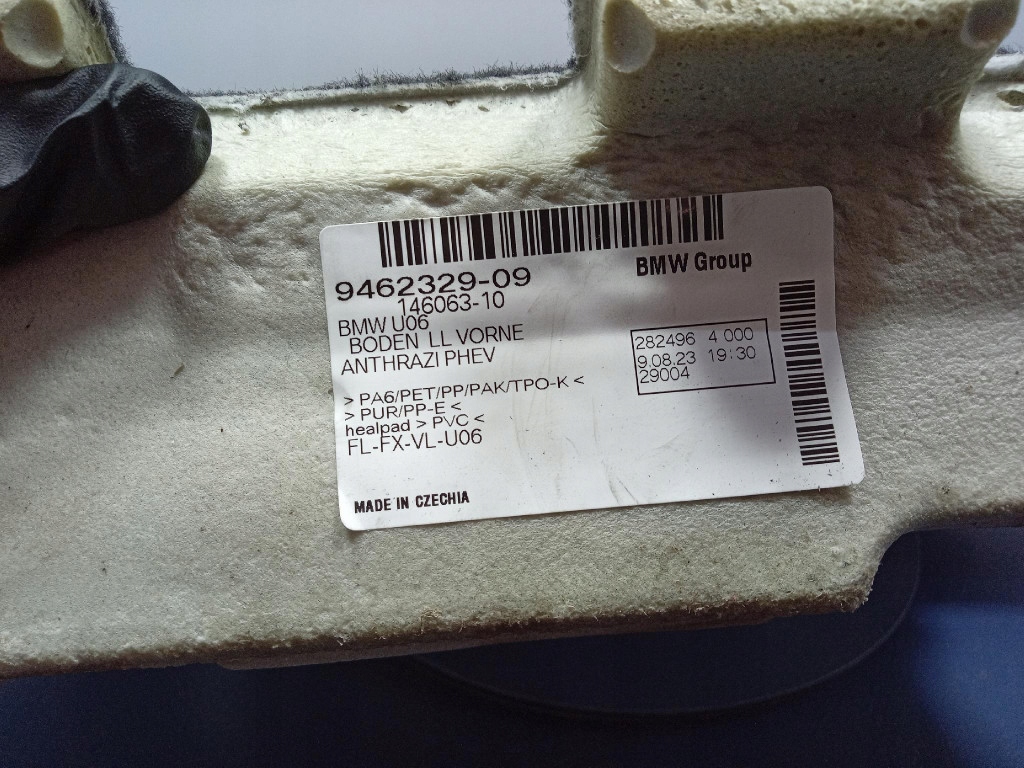 9462329-09
BMW Group
146063-10
BMW U06
BODEN LL VORNE
ANTHRAZI PHEV
282496 4 000
9.08.23 19:30
29004
> PA6/PET/PP/PAK/TPO-K <
> PUR/PP-E <
healpad > PVC <
FL-FX-VL-U06
MADE IN CZECHIA